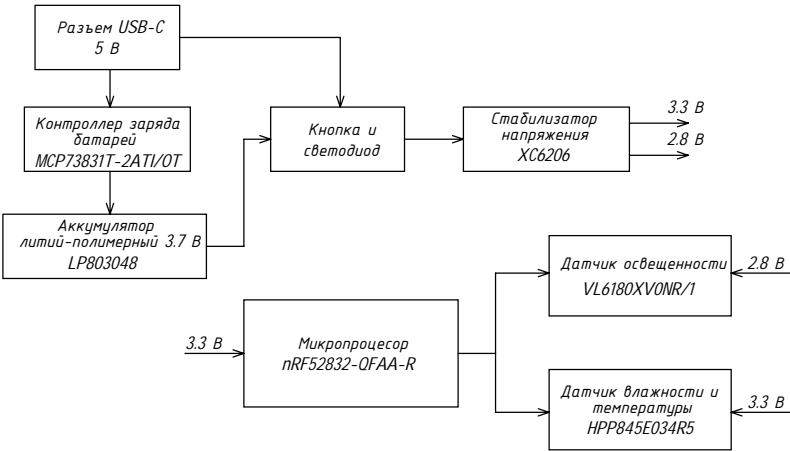 Разъем USB-C
5 В
Контроллер заряда
батарей
MCP73831T-2ATI/OT
Аккумулятор
литий-полимерный 3.7 В
LP803048
Кнопка и
светодиод
Стабилизатор
напряжения
XC6206
3.3 В
2.8 В
3.3 В
Микропроцесор
nRF52832-QFAA-R
Датчик освещенности
VL6180XV0NR/1
2.8 В
Датчик влажности и
температуры
HPP845E034R5
3.3 В